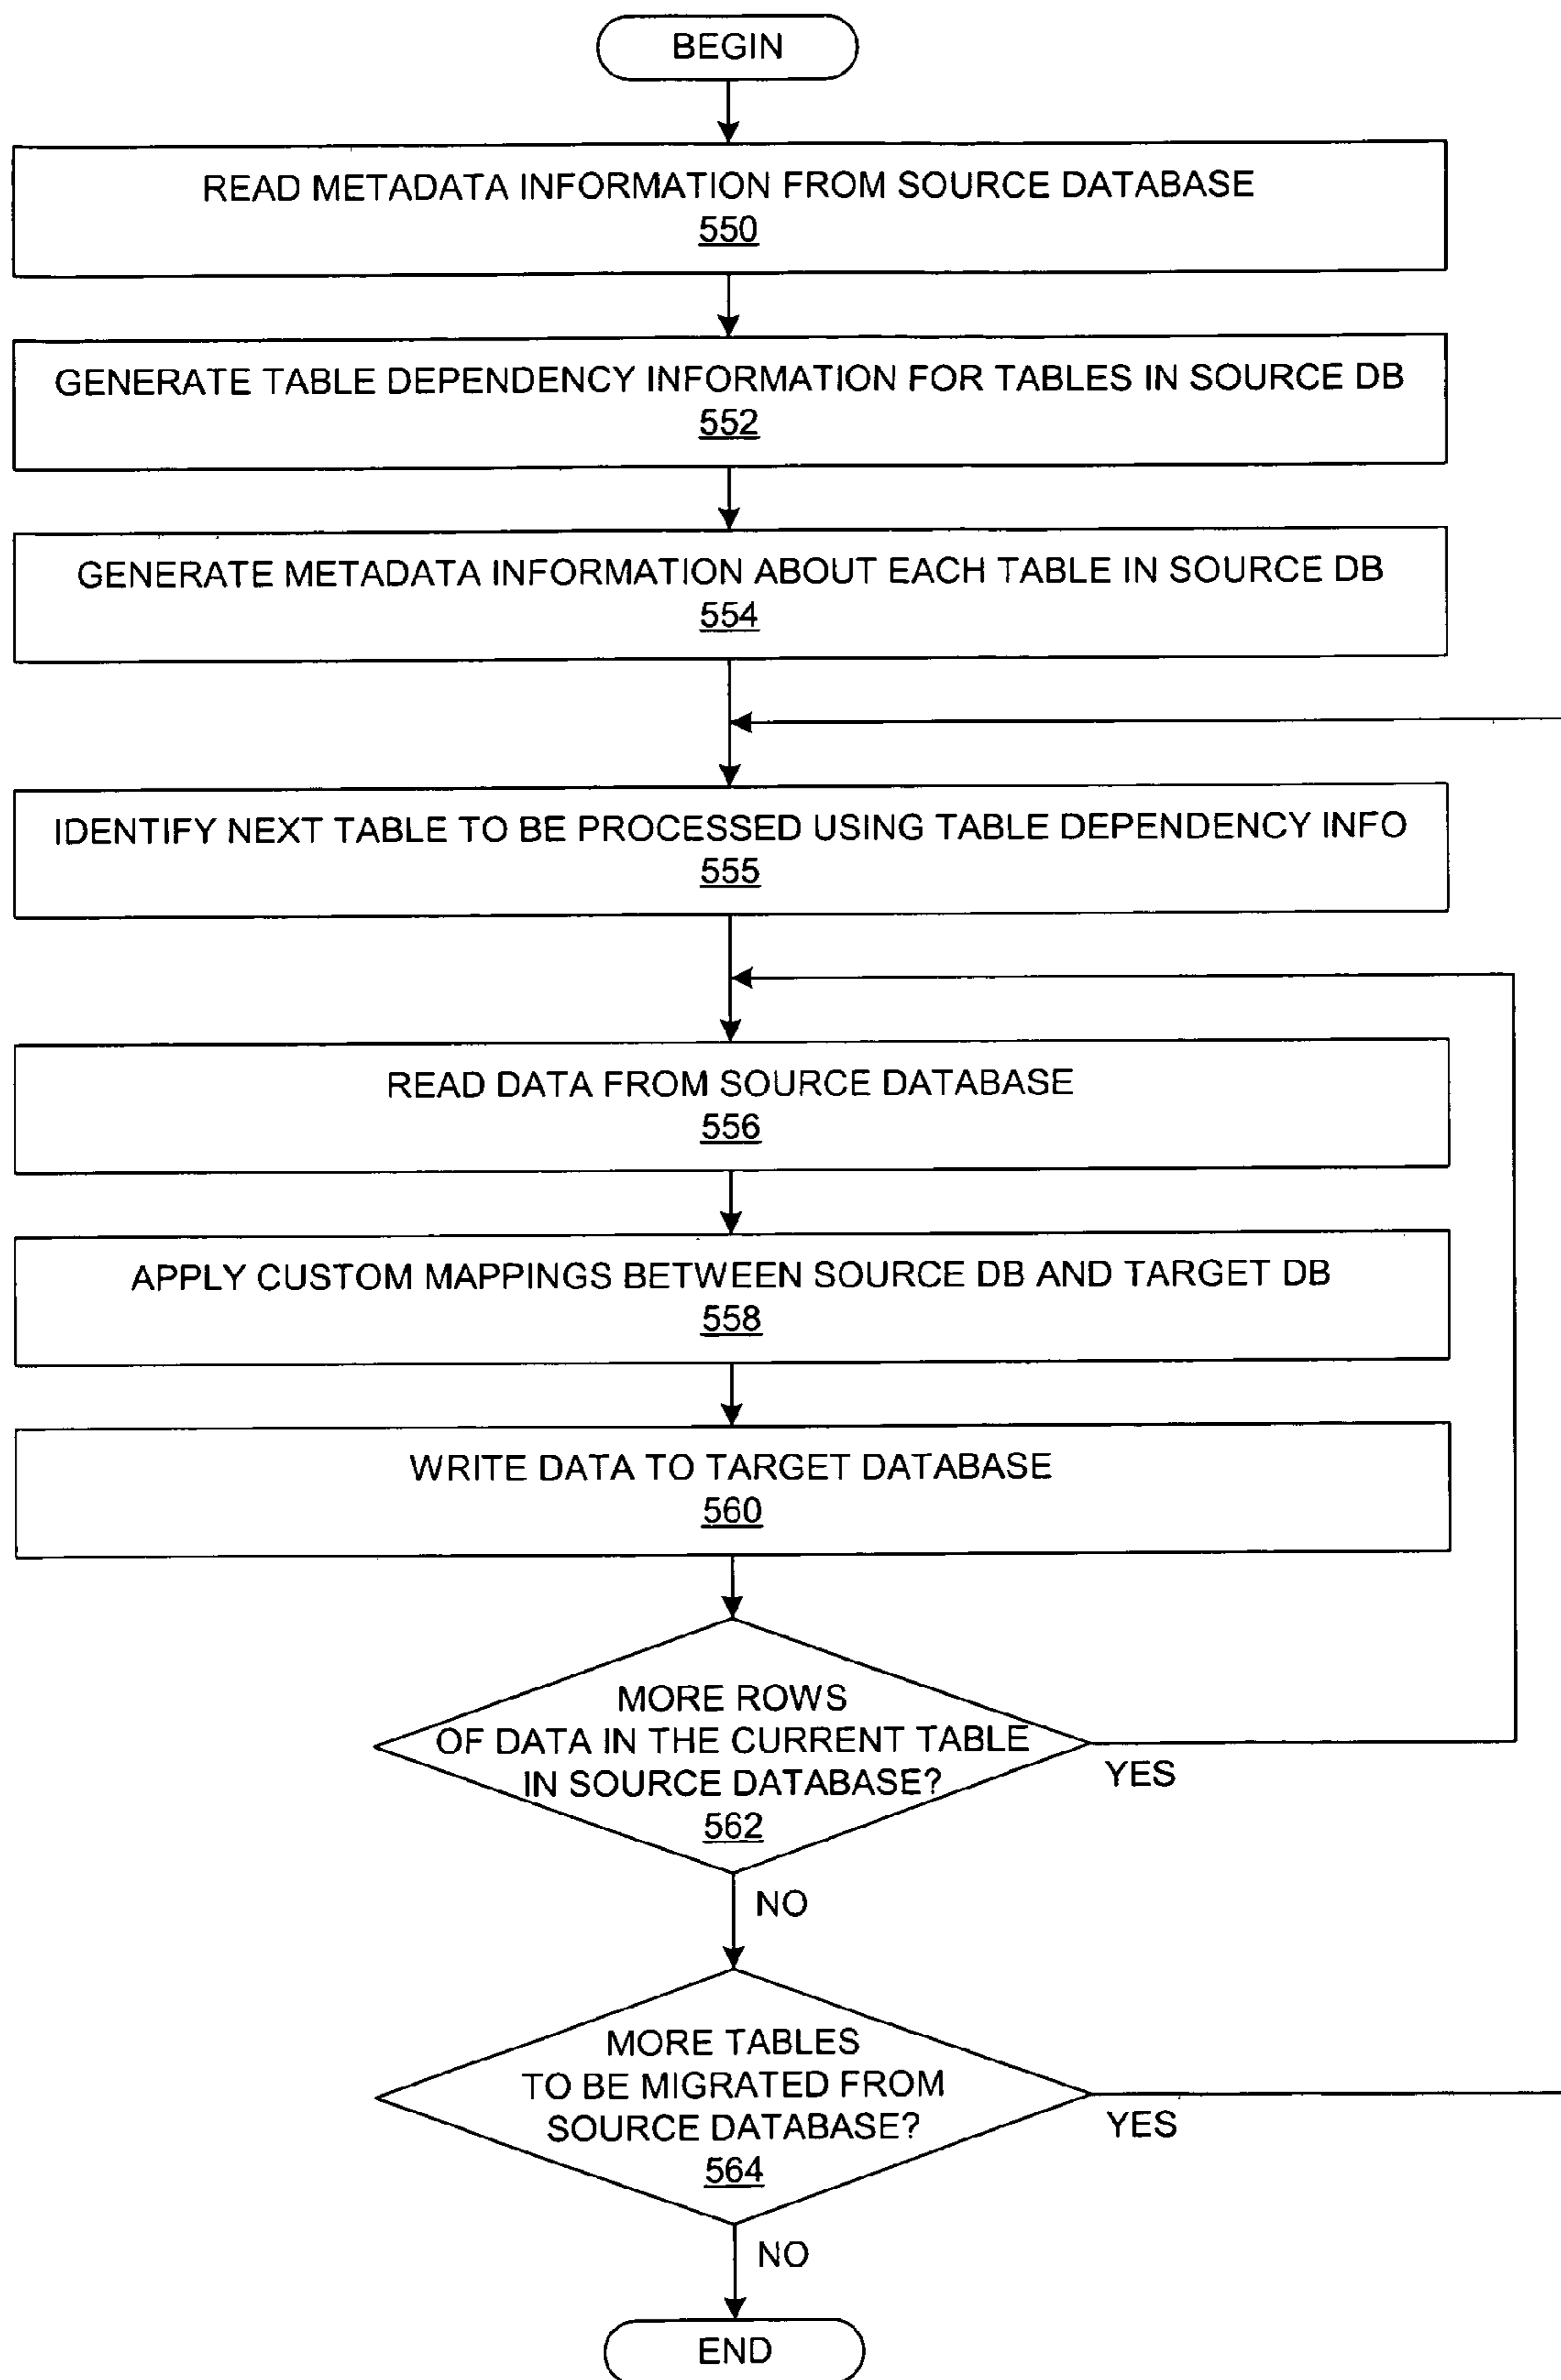 BEGIN
READ METADATA INFORMATION FROM SOURCE DATABASE
550
GENERATE TABLE DEPENDENCY INFORMATION FOR TABLES IN SOURCE DB
552
GENERATE METADATA INFORMATION ABOUT EACH TABLE IN SOURCE DB
554
IDENTIFY NEXT TABLE TO BE PROCESSED USING TABLE DEPENDENCY INFO
555
READ DATA FROM SOURCE DATABASE
556
APPLY CUSTOM MAPPINGS BETWEEN SOURCE DB AND TARGET DB
558
WRITE DATA TO TARGET DATABASE
560
MORE ROWS
OF DATA IN THE CURRENT TABLE
IN SOURCE DATABASE?
562
YES
NO
MORE TABLES
TO BE MIGRATED FROM
SOURCE DATABASE?
564
YES
NO
END